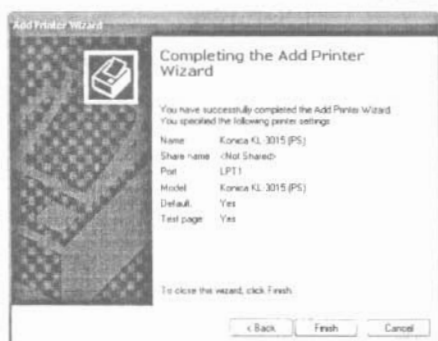 Add Printer Wizard
Completing the Add Printer
Wizard
You have successfully completed the Add Printer Wizard.
You specified the following printer settings:
Name Konica KL-3015 (PS)
Share name <Not Shared>
Port LPT1
Model Konica KL-3015 (PS)
Default: Yes
Test page Yes
To close this wizard, click Finish.
< Back Finish Cancel